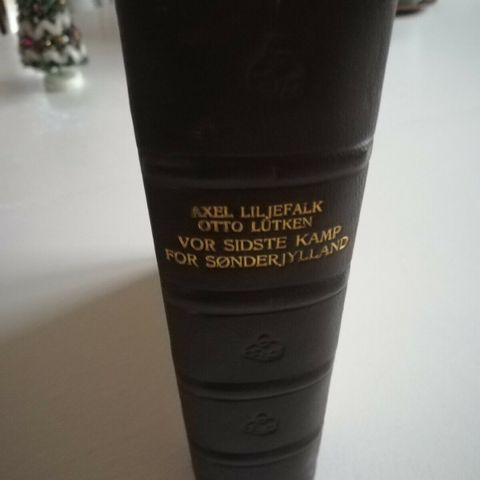 AXEL LILJEFALK
OTTO LÜTKEN
VOR SIDSTE KAMP
FOR SØNDERJYLLAND